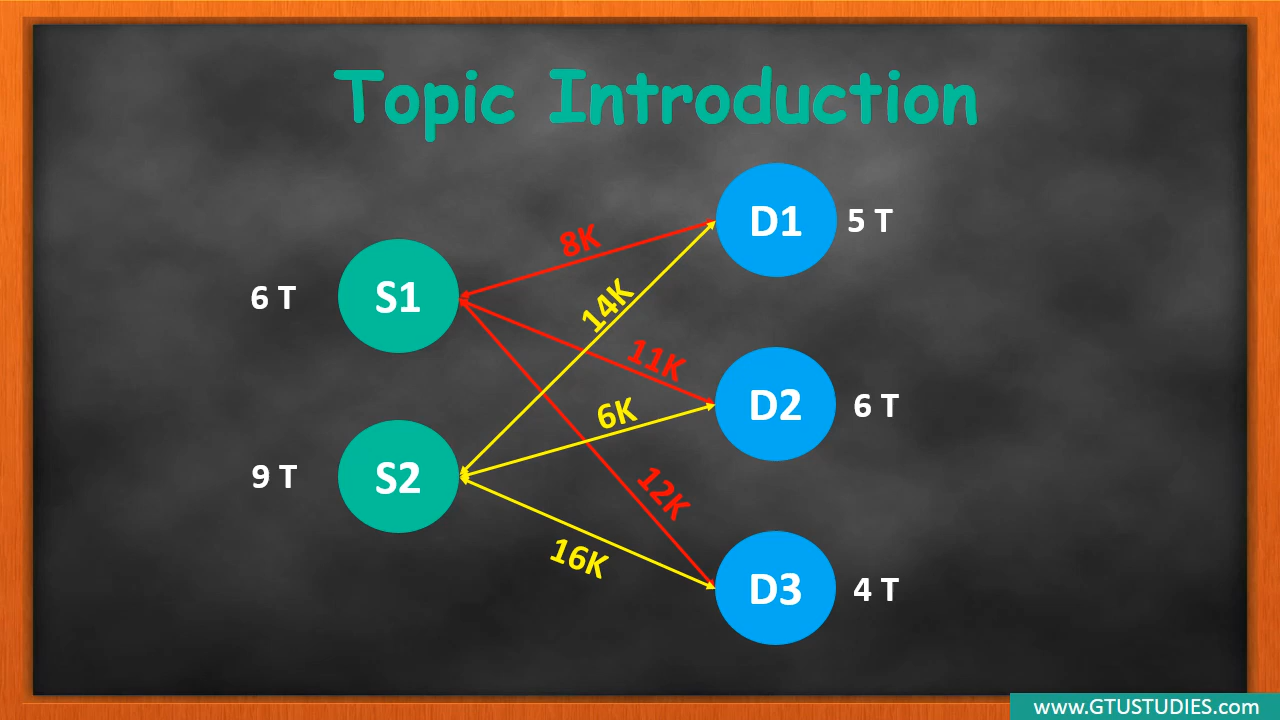 Topic Introduction
D1
5 T
8K
6 T
S1
14K
11K
D2
6 T
6K
9 T
S2
12K
16K
D3
4 T
www.GTUSTUDIES.com